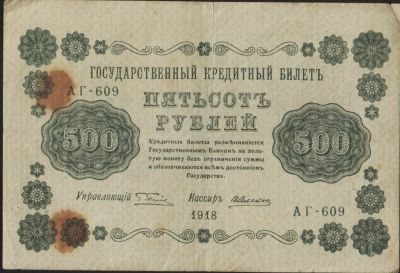 ГОСУДАРСТВЕННЫЙ КРЕДИТНЫЙ БИЛЕТЪ
АГ-609
ПЯТЬСОТЪ
РУБЛЕЙ
500
500
Кредитные билеты размѣниваются
Государственнымъ Банкомъ на золо-
тую монету безъ ограниченія суммы
и обезпечиваются всѣмъ достояніемъ
Государства.
Управляющій
Кассиръ
1918
АГ-609